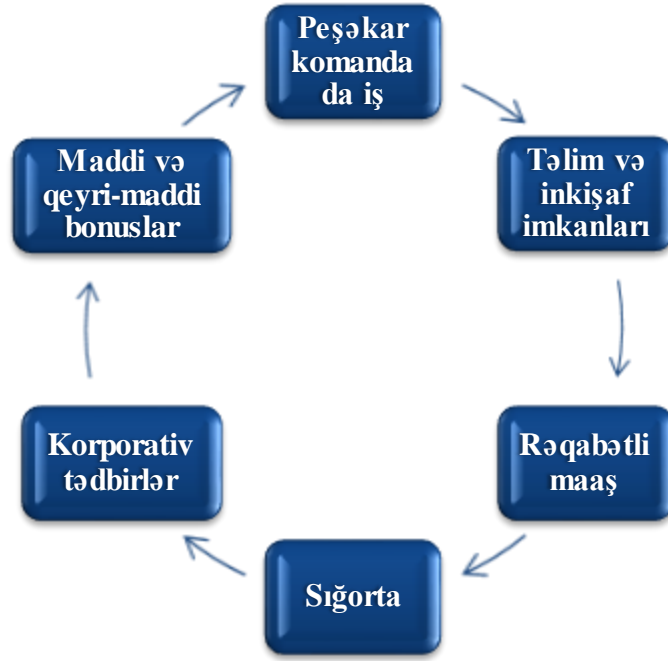 Peşəkar
komanda
da iş
Təlim və
inkişaf
imkanları
Rəqabətli
maaş
Sığorta
Korporativ
tədbirlər
Maddi və
qeyri-maddi
bonuslar